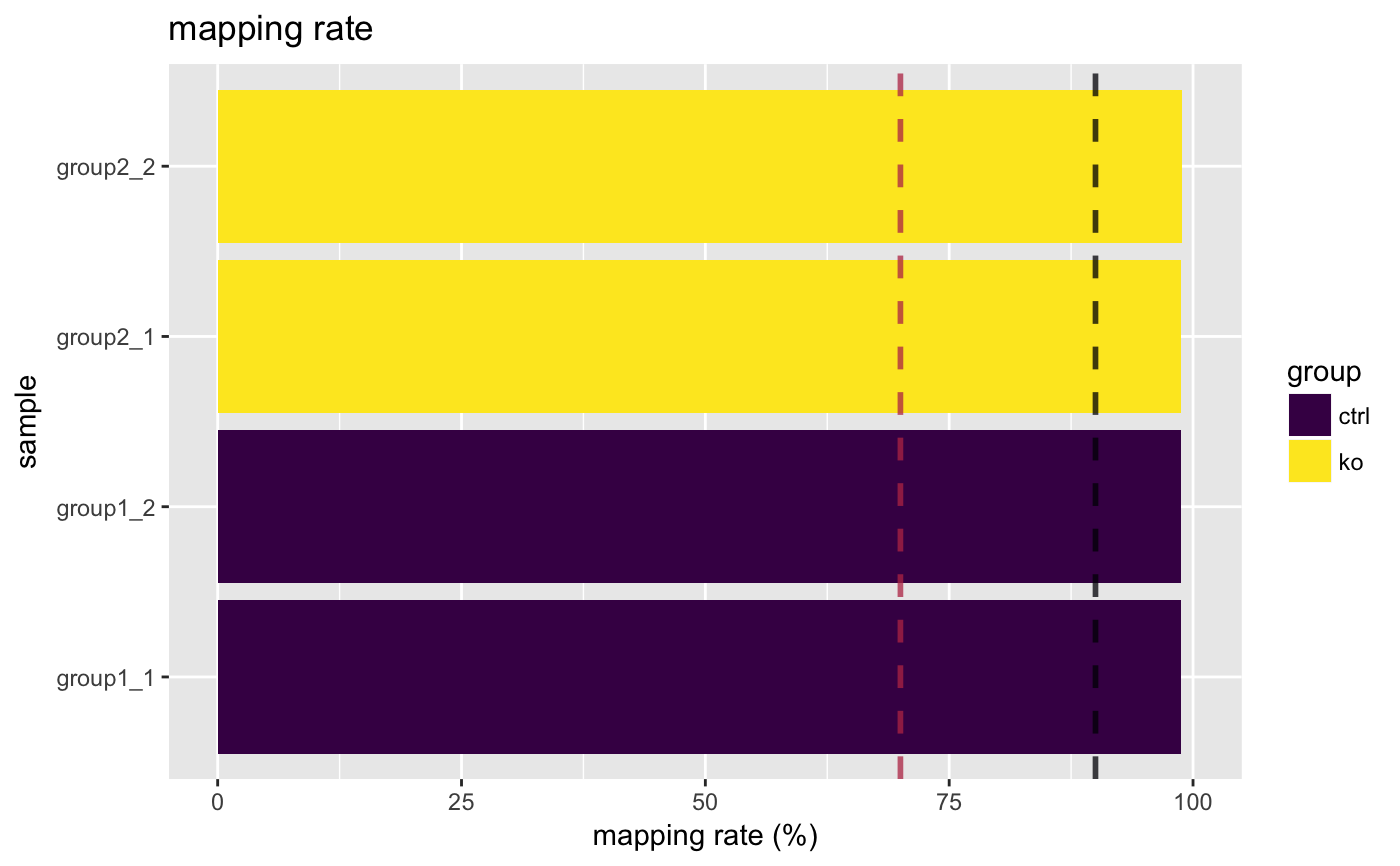 mapping rate
group2_2
group2_1
group1_2
group1_1
sample
0 25 50 75 100
mapping rate (%)
group
ctrl
ko